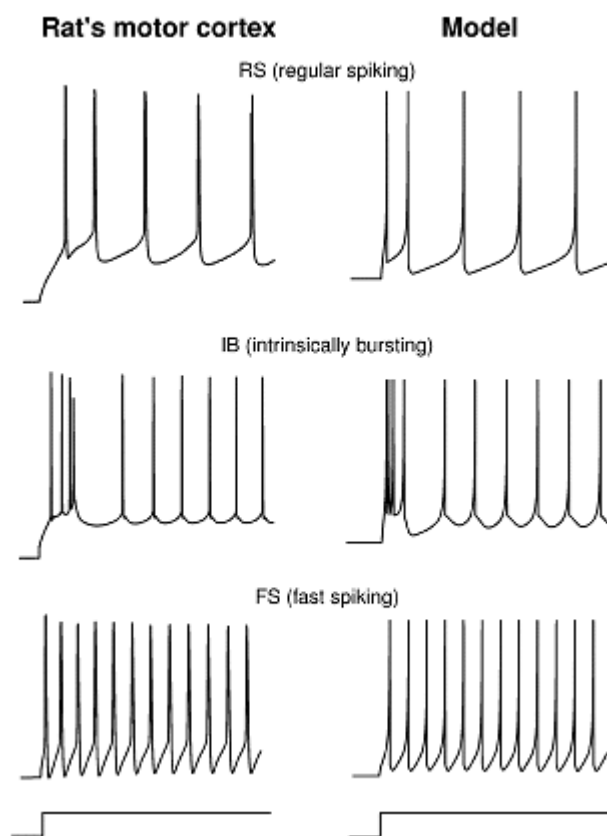 Rat's motor cortex
Model
RS (regular spiking)
IB (intrinsically bursting)
FS (fast spiking)